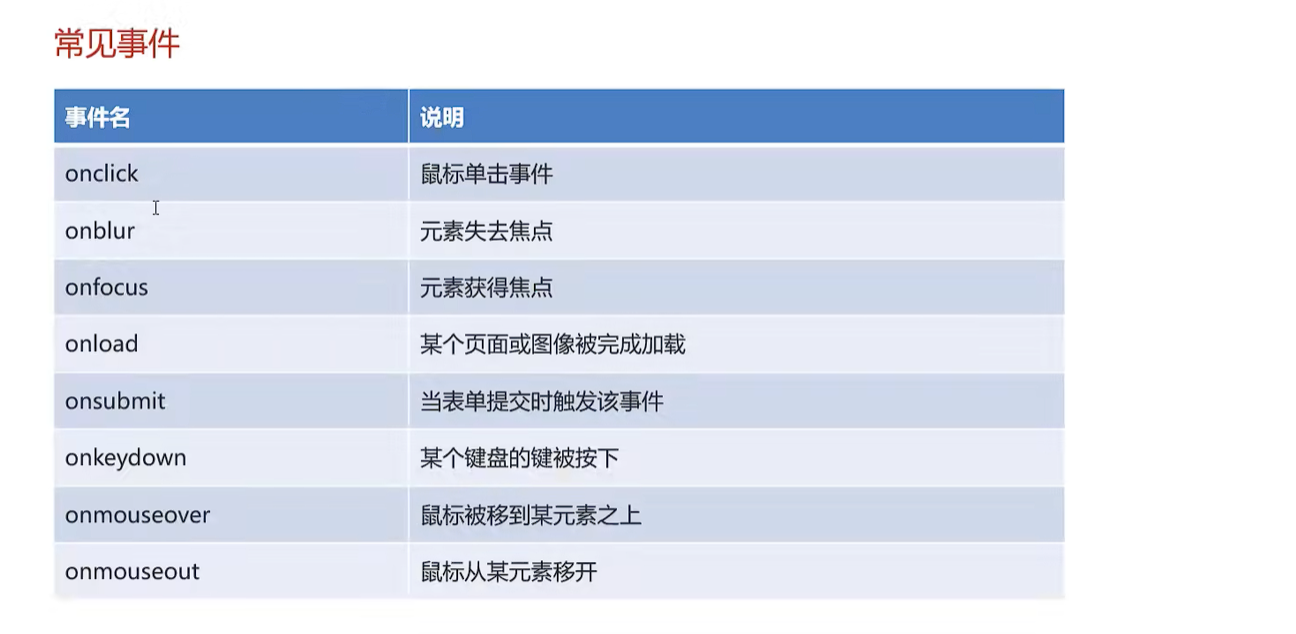 常见事件
事件名 说明
onclick 鼠标单击事件
onblur 元素失去焦点
onfocus 元素获得焦点
onload 某个页面或图像被完成加载
onsubmit 当表单提交时触发该事件
onkeydown 某个键盘的键被按下
onmouseover 鼠标被移到某元素之上
onmouseout 鼠标从某元素移开